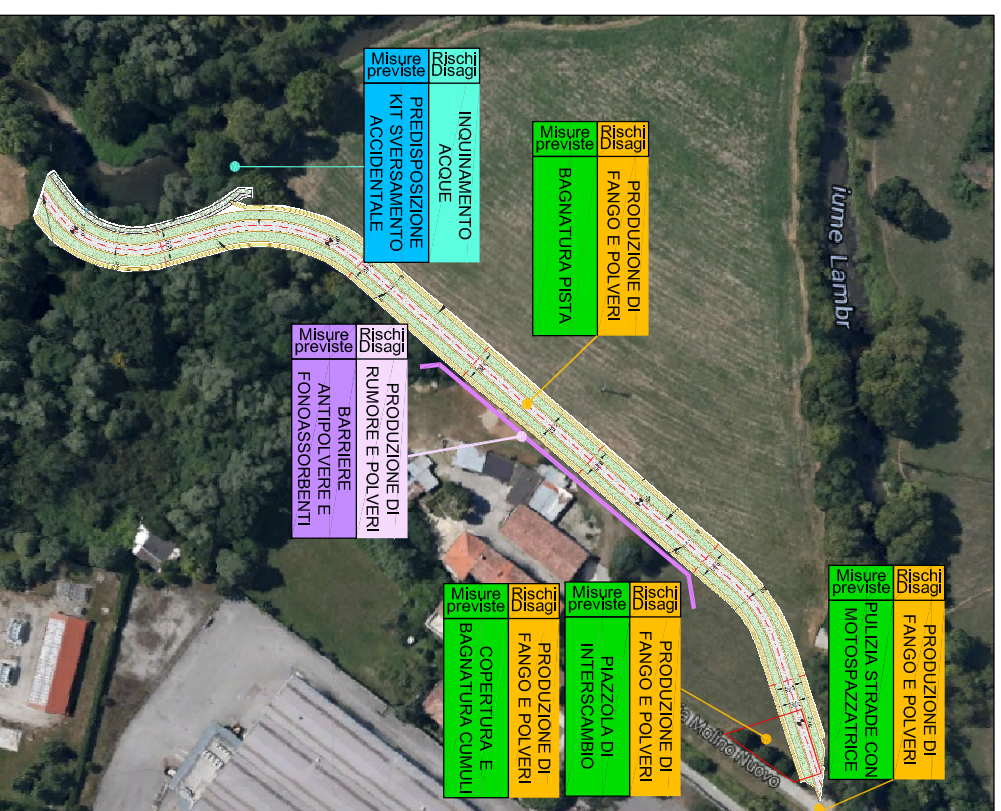 Misure
previste
Rischi
Disagi
INQUINAMENTO
ACQUE
PREDISPOSIZIONE
KIT SVERSAMENTO
ACCIDENTALE
Misure
previste
Rischi
Disagi
PRODUZIONE DI
FANGO E POLVERI
BAGNATURA PISTA
iume Lambr
Misure
previste
Rischi
Disagi
PRODUZIONE DI
RUMORE E POLVERI
BARRIERE
ANTIPOLVERE E
FONOASSORBENTI
Misure
previste
Rischi
Disagi
PRODUZIONE DI
FANGO E POLVERI
COPERTURA E
BAGNATURA CUMULI
Misure
previste
Rischi
Disagi
PRODUZIONE DI
FANGO E POLVERI
PIAZZOLA DI
INTERSCAMBIO
Misure
previste
Rischi
Disagi
PRODUZIONE DI
FANGO E POLVERI
PULIZIA STRADE CON
MOTOSPAZZATRICE
a Molino Nuovo